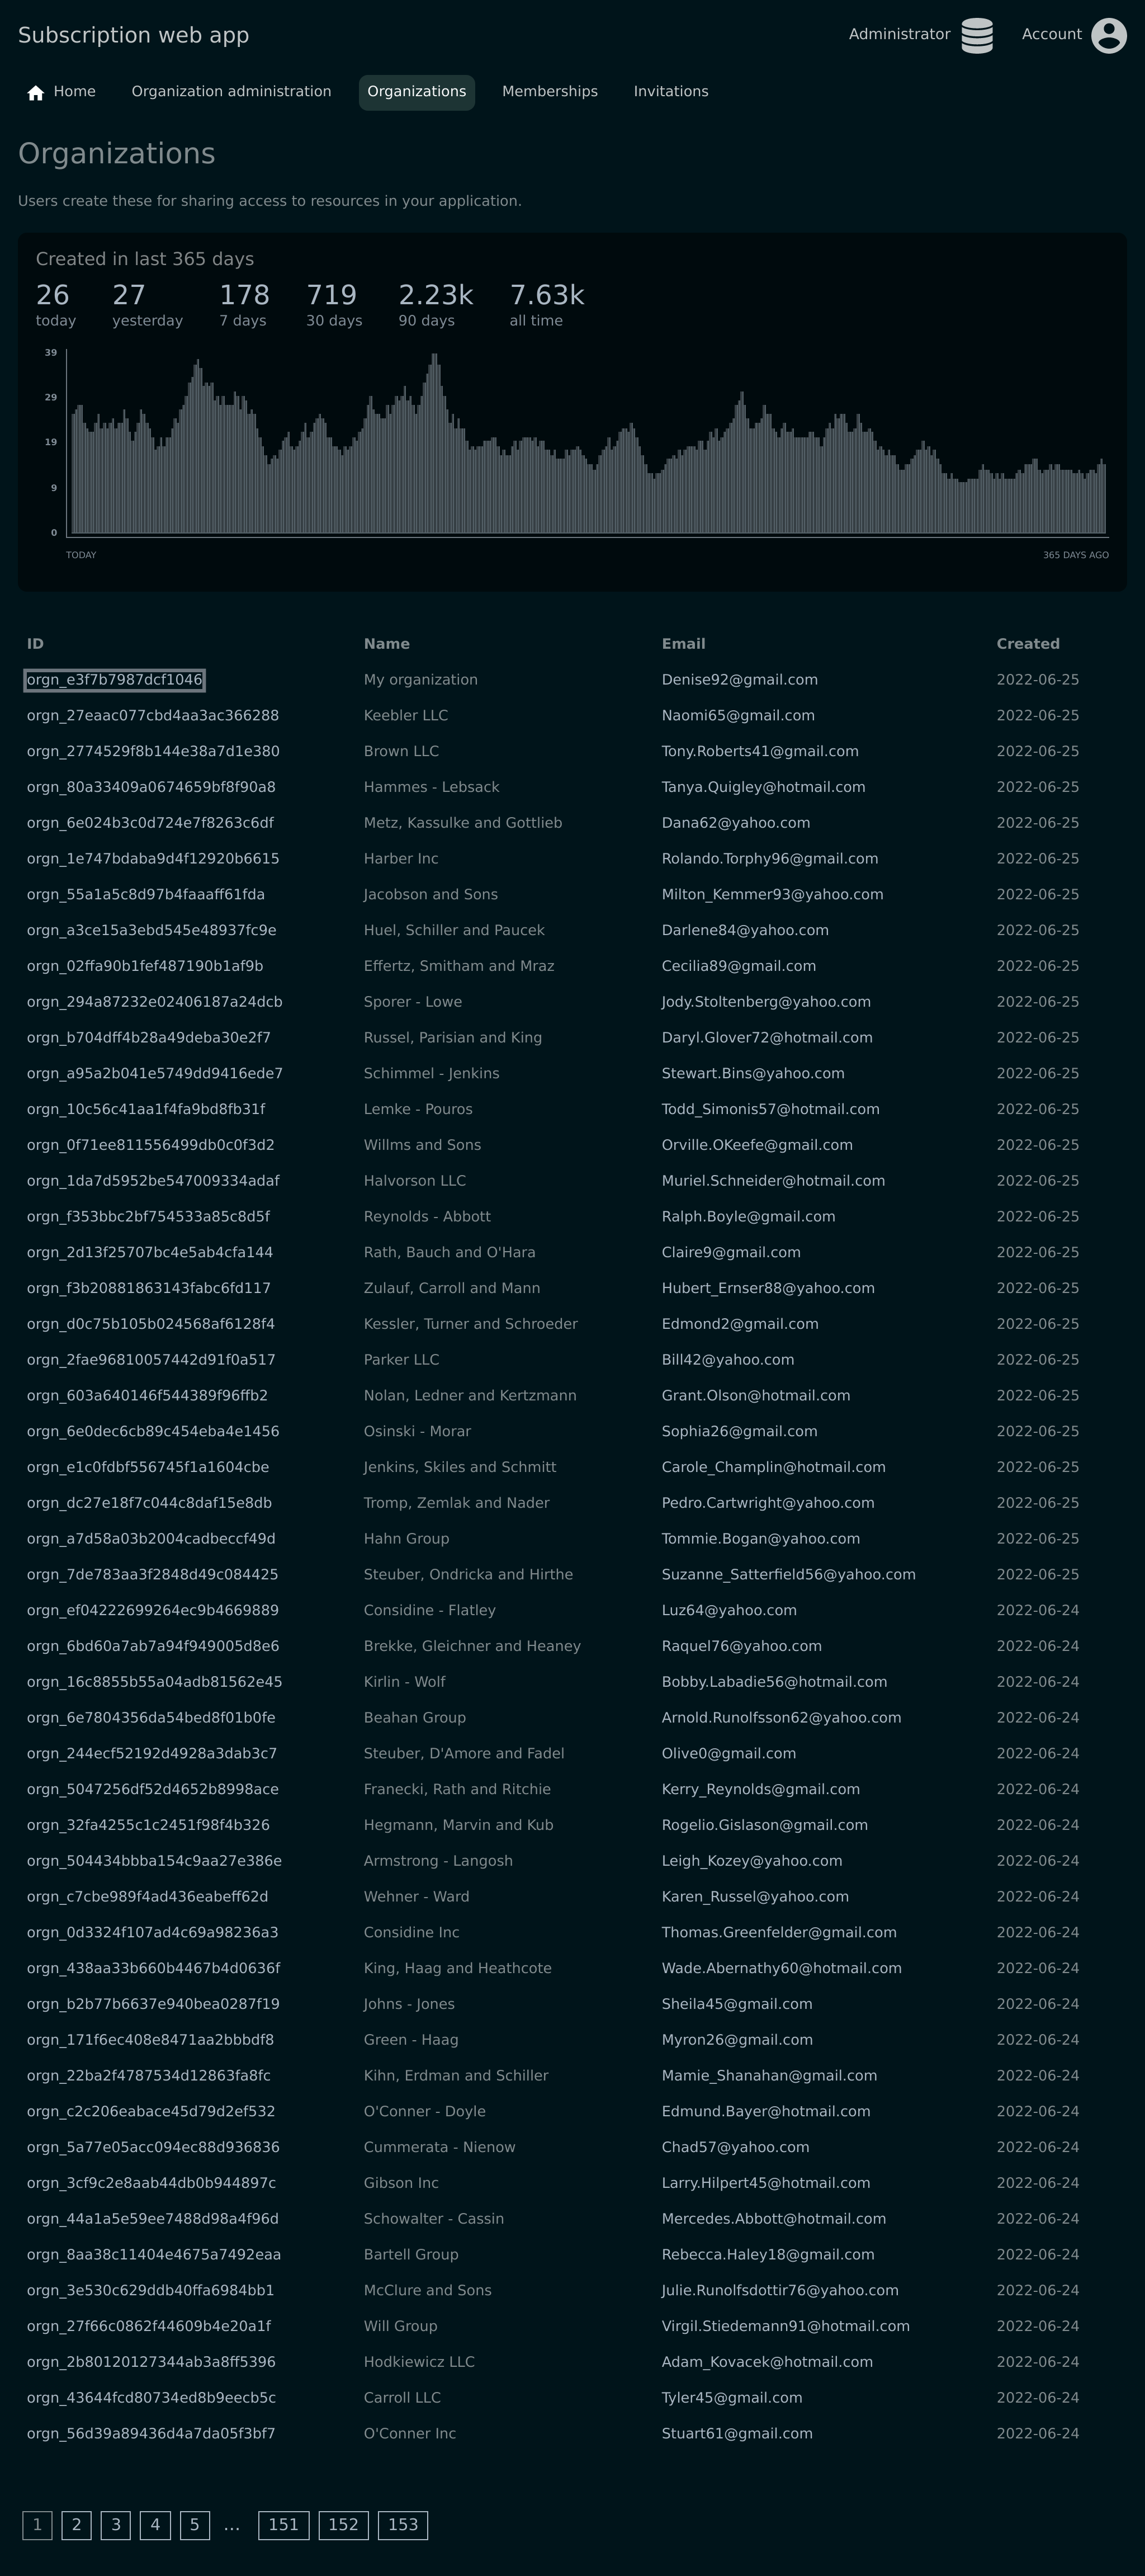 Subscription web app
Administrator Account
Home Organization administration Organizations Memberships Invitations
Organizations
Users create these for sharing access to resources in your application.
Created in last 365 days
26 27 178 719 2.23k 7.63k
today yesterday 7 days 30 days 90 days all time
39
29
19
9
0
TODAY 365 DAYS AGO
ID Name Email Created
orgn_e3f7b7987dcf1046 My organization Denise92@gmail.com 2022-06-25
orgn_27eaac077cbd4aa3ac366288 Keebler LLC Naomi65@gmail.com 2022-06-25
orgn_2774529f8b144e38a7d1e380 Brown LLC Tony.Roberts41@gmail.com 2022-06-25
orgn_80a33409a0674659bf8f90a8 Hammes - Lebsack Tanya.Quigley@hotmail.com 2022-06-25
orgn_6e024b3c0d724e7f8263c6df Metz, Kassulke and Gottlieb Dana62@yahoo.com 2022-06-25
orgn_1e747bdaba9d4f12920b6615 Harber Inc Rolando.Torphy96@gmail.com 2022-06-25
orgn_55a1a5c8d97b4faaaff61fda Jacobson and Sons Milton_Kemmer93@yahoo.com 2022-06-25
orgn_a3ce15a3ebd545e48937fc9e Huel, Schiller and Paucek Darlene84@yahoo.com 2022-06-25
orgn_02ffa90b1fef487190b1af9b Effertz, Smitham and Mraz Cecilia89@gmail.com 2022-06-25
orgn_294a87232e02406187a24dcb Sporer - Lowe Jody.Stoltenberg@yahoo.com 2022-06-25
orgn_b704dff4b28a49deba30e2f7 Russel, Parisian and King Daryl.Glover72@hotmail.com 2022-06-25
orgn_a95a2b041e5749dd9416ede7 Schimmel - Jenkins Stewart.Bins@yahoo.com 2022-06-25
orgn_10c56c41aa1f4fa9bd8fb31f Lemke - Pouros Todd_Simonis57@hotmail.com 2022-06-25
orgn_0f71ee811556499db0c0f3d2 Willms and Sons Orville.OKeefe@gmail.com 2022-06-25
orgn_1da7d5952be547009334adaf Halvorson LLC Muriel.Schneider@hotmail.com 2022-06-25
orgn_f353bbc2bf754533a85c8d5f Reynolds - Abbott Ralph.Boyle@gmail.com 2022-06-25
orgn_2d13f25707bc4e5ab4cfa144 Rath, Bauch and O'Hara Claire9@gmail.com 2022-06-25
orgn_f3b20881863143fabc6fd117 Zulauf, Carroll and Mann Hubert_Ernser88@yahoo.com 2022-06-25
orgn_d0c75b105b024568af6128f4 Kessler, Turner and Schroeder Edmond2@gmail.com 2022-06-25
orgn_2fae96810057442d91f0a517 Parker LLC Bill42@yahoo.com 2022-06-25
orgn_603a640146f544389f96ffb2 Nolan, Ledner and Kertzmann Grant.Olson@hotmail.com 2022-06-25
orgn_6e0dec6cb89c454eba4e1456 Osinski - Morar Sophia26@gmail.com 2022-06-25
orgn_e1c0fdbf556745f1a1604cbe Jenkins, Skiles and Schmitt Carole_Champlin@hotmail.com 2022-06-25
orgn_dc27e18f7c044c8daf15e8db Tromp, Zemlak and Nader Pedro.Cartwright@yahoo.com 2022-06-25
orgn_a7d58a03b2004cadbeccf49d Hahn Group Tommie.Bogan@yahoo.com 2022-06-25
orgn_7de783aa3f2848d49c084425 Steuber, Ondricka and Hirthe Suzanne_Satterfield56@yahoo.com 2022-06-25
orgn_ef04222699264ec9b4669889 Considine - Flatley Luz64@yahoo.com 2022-06-24
orgn_6bd60a7ab7a94f949005d8e6 Brekke, Gleichner and Heaney Raquel76@yahoo.com 2022-06-24
orgn_16c8855b55a04adb81562e45 Kirlin - Wolf Bobby.Labadie56@hotmail.com 2022-06-24
orgn_6e7804356da54bed8f01b0fe Beahan Group Arnold.Runolfsson62@yahoo.com 2022-06-24
orgn_244ecf52192d4928a3dab3c7 Steuber, D'Amore and Fadel Olive0@gmail.com 2022-06-24
orgn_5047256df52d4652b8998ace Franecki, Rath and Ritchie Kerry_Reynolds@gmail.com 2022-06-24
orgn_32fa4255c1c2451f98f4b326 Hegmann, Marvin and Kub Rogelio.Gislason@gmail.com 2022-06-24
orgn_504434bbba154c9aa27e386e Armstrong - Langosh Leigh_Kozey@yahoo.com 2022-06-24
orgn_c7cbe989f4ad436eabeff62d Wehner - Ward Karen_Russel@yahoo.com 2022-06-24
orgn_0d3324f107ad4c69a98236a3 Considine Inc Thomas.Greenfelder@gmail.com 2022-06-24
orgn_438aa33b660b4467b4d0636f King, Haag and Heathcote Wade.Abernathy60@hotmail.com 2022-06-24
orgn_b2b77b6637e940bea0287f19 Johns - Jones Sheila45@gmail.com 2022-06-24
orgn_171f6ec408e8471aa2bbbdf8 Green - Haag Myron26@gmail.com 2022-06-24
orgn_22ba2f4787534d12863fa8fc Kihn, Erdman and Schiller Mamie_Shanahan@gmail.com 2022-06-24
orgn_c2c206eabace45d79d2ef532 O'Conner - Doyle Edmund.Bayer@hotmail.com 2022-06-24
orgn_5a77e05acc094ec88d936836 Cummerata - Nienow Chad57@yahoo.com 2022-06-24
orgn_3cf9c2e8aab44db0b944897c Gibson Inc Larry.Hilpert45@hotmail.com 2022-06-24
orgn_44a1a5e59ee7488d98a4f96d Schowalter - Cassin Mercedes.Abbott@hotmail.com 2022-06-24
orgn_8aa38c11404e4675a7492eaa Bartell Group Rebecca.Haley18@gmail.com 2022-06-24
orgn_3e530c629ddb40ffa6984bb1 McClure and Sons Julie.Runolfsdottir76@yahoo.com 2022-06-24
orgn_27f66c0862f44609b4e20a1f Will Group Virgil.Stiedemann91@hotmail.com 2022-06-24
orgn_2b80120127344ab3a8ff5396 Hodkiewicz LLC Adam_Kovacek@hotmail.com 2022-06-24
orgn_43644fcd80734ed8b9eecb5c Carroll LLC Tyler45@gmail.com 2022-06-24
orgn_56d39a89436d4a7da05f3bf7 O'Conner Inc Stuart61@gmail.com 2022-06-24
1 2 3 4 5 … 151 152 153